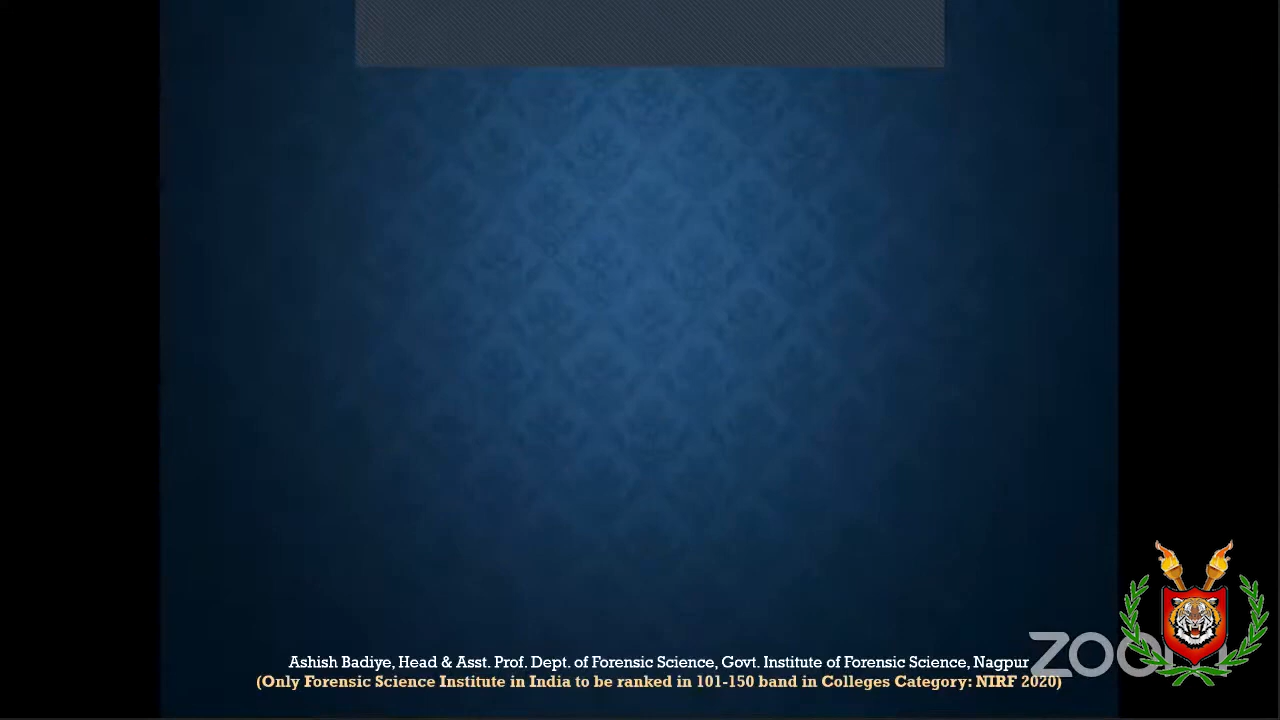 Ashish Badiye, Head & Asst. Prof. Dept. of Forensic Science, Govt. Institute of Forensic Science, Nagpur
(Only Forensic Science Institute in India to be ranked in 101-150 band in Colleges Category: NIRF 2020)
zoom